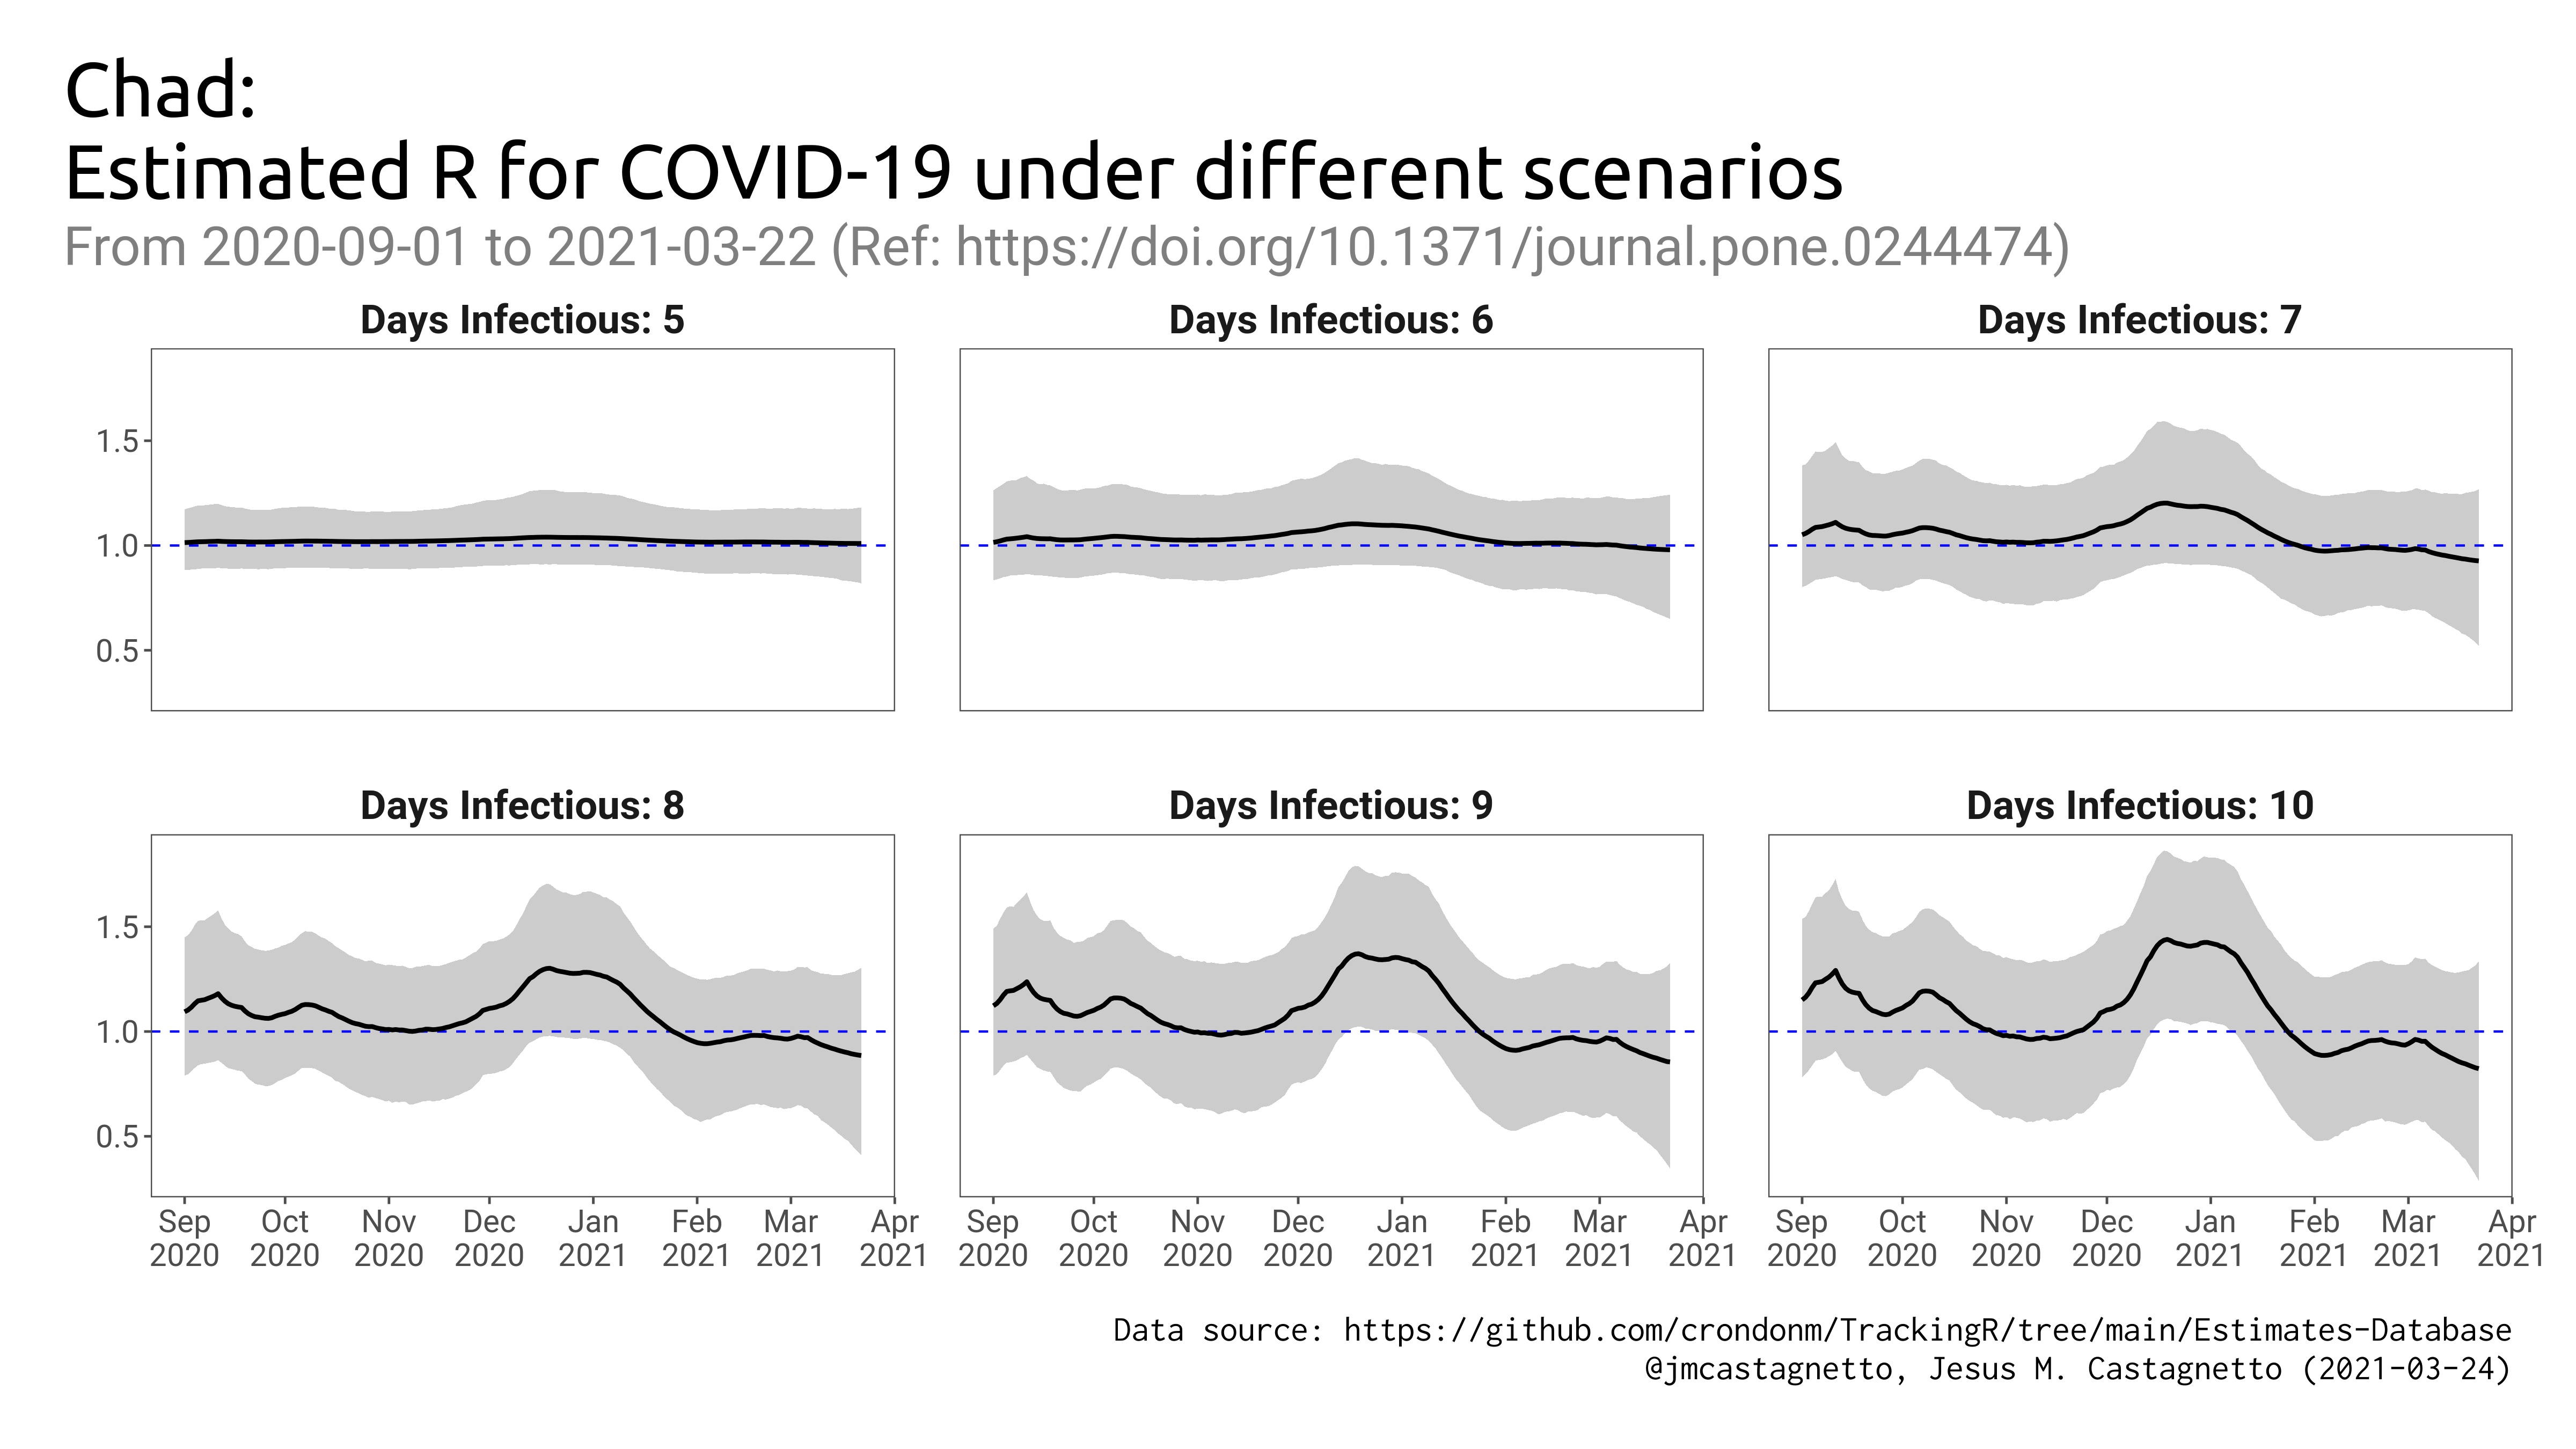 Chad:
Estimated R for COVID-19 under different scenarios
From 2020-09-01 to 2021-03-22 (Ref: https://doi.org/10.1371/journal.pone.0244474)
Days Infectious: 5
Days Infectious: 6
Days Infectious: 7
1.5
1.0
0.5
Days Infectious: 8
Days Infectious: 9
Days Infectious: 10
1.5
1.0
0.5
Sep Oct Nov Dec Jan Feb Mar Apr
2020 2020 2020 2020 2021 2021 2021 2021
Sep Oct Nov Dec Jan Feb Mar Apr
2020 2020 2020 2020 2021 2021 2021 2021
Sep Oct Nov Dec Jan Feb Mar Apr
2020 2020 2020 2020 2021 2021 2021 2021
Data source: https://github.com/crondonm/TrackingR/tree/main/Estimates-Database
@jmcastagnetto, Jesus M. Castagnetto (2021-03-24)